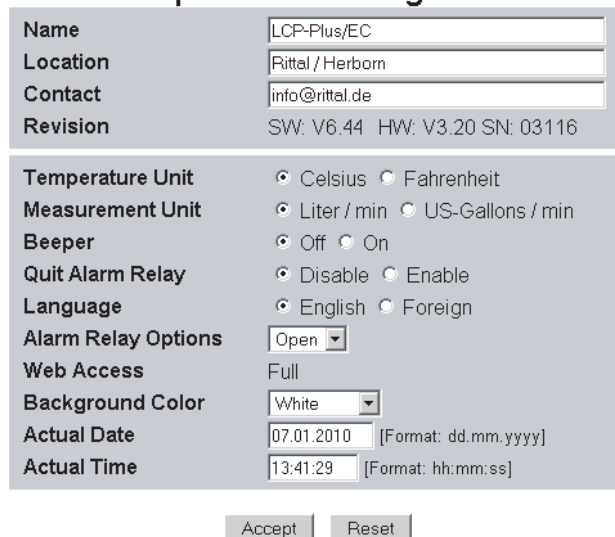 Name LCP-Plus/EC
Location Rittal / Herborn
Contact info@rittal.de
Revision SW: V6.44 HW: V3.20 SN: 03116
Temperature Unit Celsius Fahrenheit
Measurement Unit Liter / min US-Gallons / min
Beeper Off On
Quit Alarm Relay Disable Enable
Language English Foreign
Alarm Relay Options Open
Web Access Full
Background Color White
Actual Date 07.01.2010 [Format: dd.mm.yyyy]
Actual Time 13:41:29 [Format: hh:mm:ss]
Accept Reset